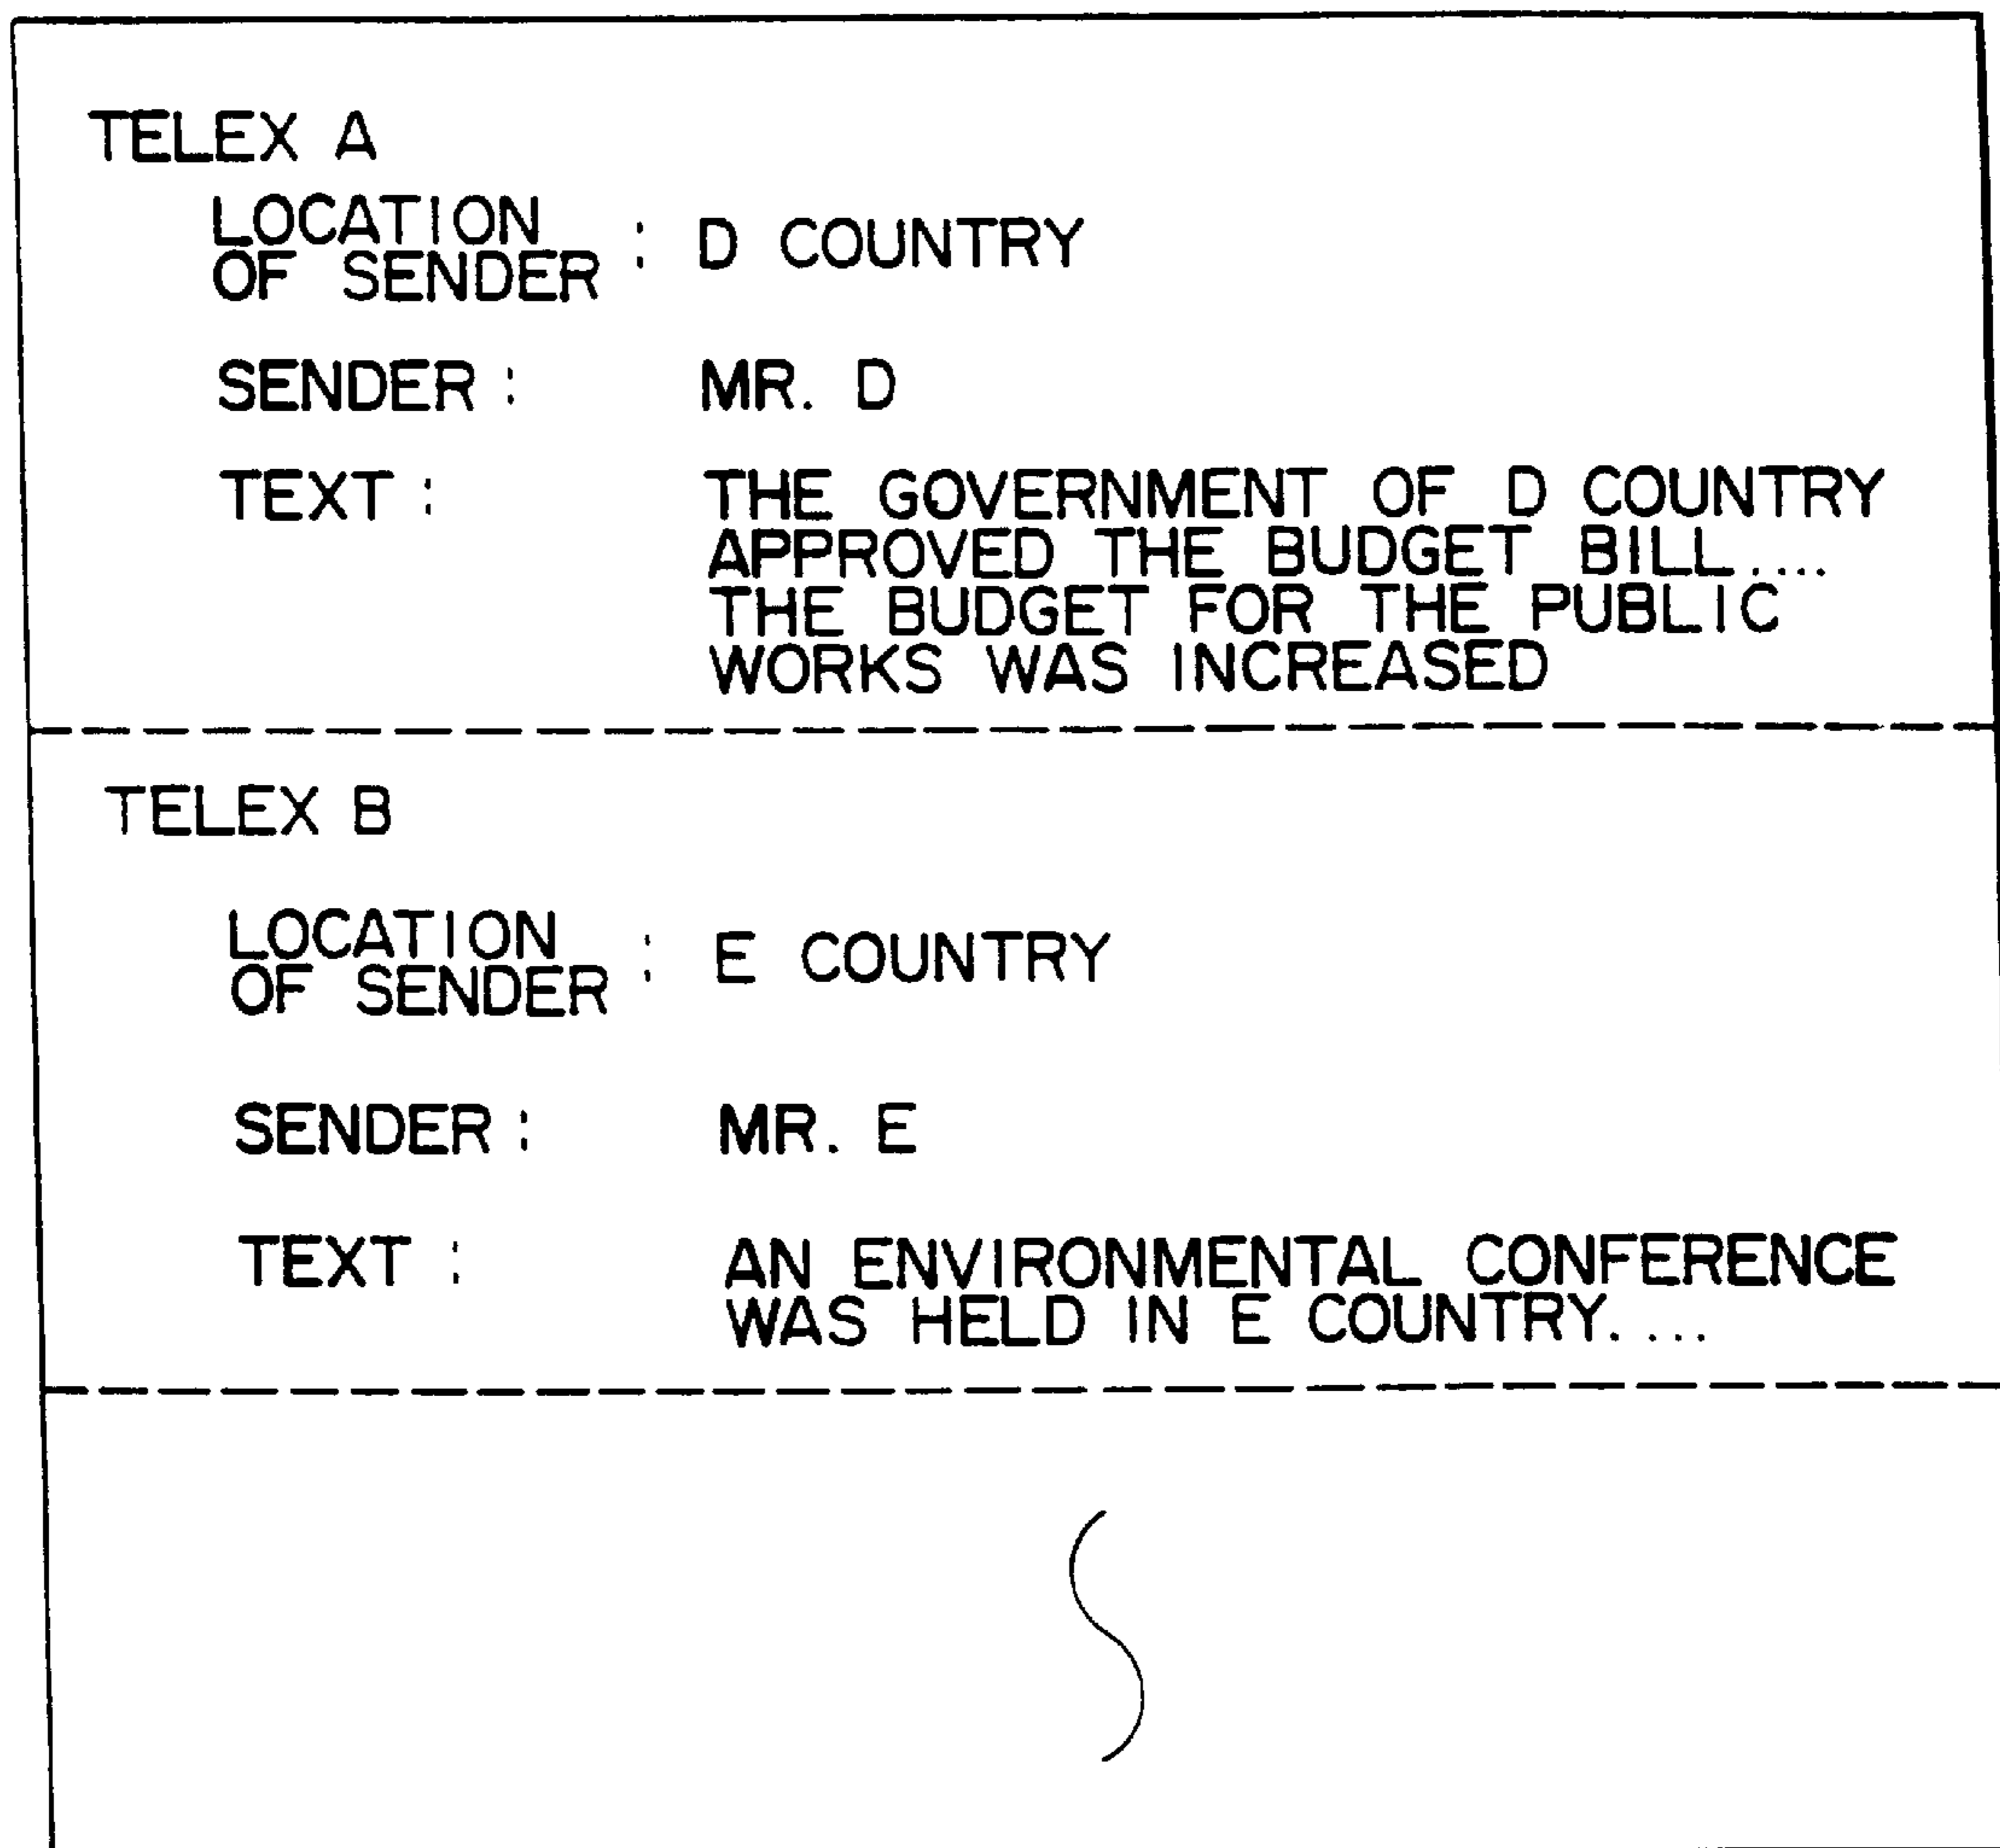 TELEX A
LOCATION
OF SENDER : D COUNTRY
SENDER : MR. D
TEXT : THE GOVERNMENT OF D COUNTRY
APPROVED THE BUDGET BILL....
THE BUDGET FOR THE PUBLIC
WORKS WAS INCREASED
TELEX B
LOCATION
OF SENDER : E COUNTRY
SENDER : MR. E
TEXT : AN ENVIRONMENTAL CONFERENCE
WAS HELD IN E COUNTRY....